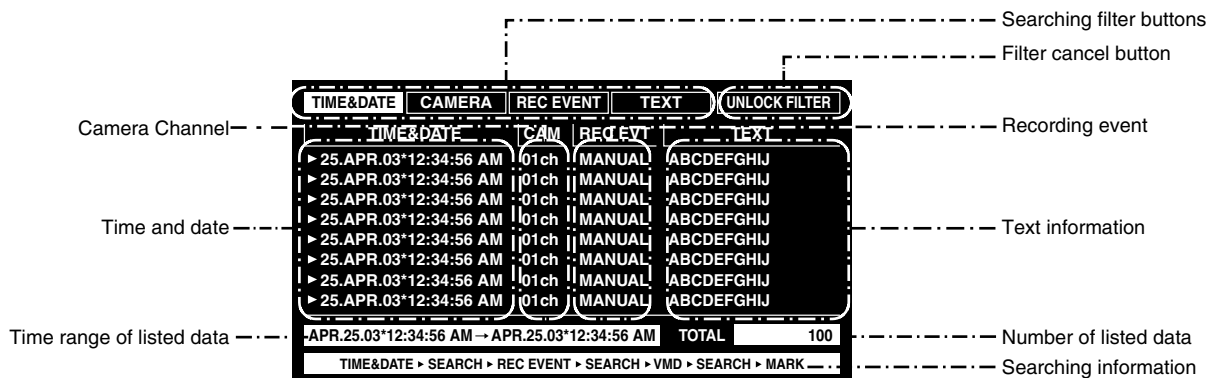 Searching filter buttons
Filter cancel button
TIME&DATE CAMERA REC EVENT TEXT UNLOCK FILTER
Camera Channel
Recording event
TIME&DATE CAM REC EVT TEXT
►25.APR.03*12:34:56 AM 01ch MANUAL ABCDEFGHIJ
►25.APR.03*12:34:56 AM 01ch MANUAL ABCDEFGHIJ
►25.APR.03*12:34:56 AM 01ch MANUAL ABCDEFGHIJ
►25.APR.03*12:34:56 AM 01ch MANUAL ABCDEFGHIJ
Time and date
Text information
►25.APR.03*12:34:56 AM 01ch MANUAL ABCDEFGHIJ
►25.APR.03*12:34:56 AM 01ch MANUAL ABCDEFGHIJ
►25.APR.03*12:34:56 AM 01ch MANUAL ABCDEFGHIJ
►25.APR.03*12:34:56 AM 01ch MANUAL ABCDEFGHIJ
Time range of listed data
APR.25.03*12:34:56 AM→APR.25.03*12:34:56 AM TOTAL 100
Number of listed data
TIME&DATE ► SEARCH ► REC EVENT ► SEARCH ► VMD ► SEARCH ► MARK
Searching information